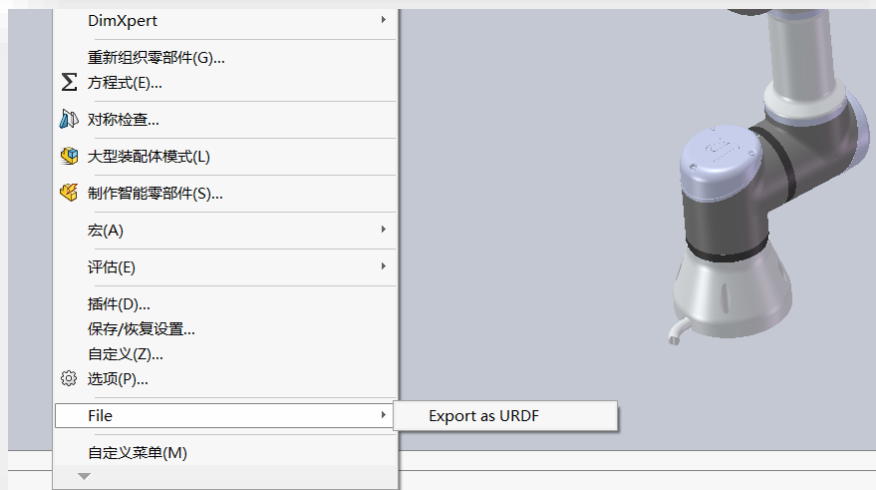 DimXpert
重新组织零部件(G)...
方程式(E)...
对称检查...
大型装配体模式(L)
制作智能零部件(S)...
宏(A)
评估(E)
插件(D)...
保存/恢复设置...
自定义(Z)...
选项(P)...
File
Export as URDF
自定义菜单(M)